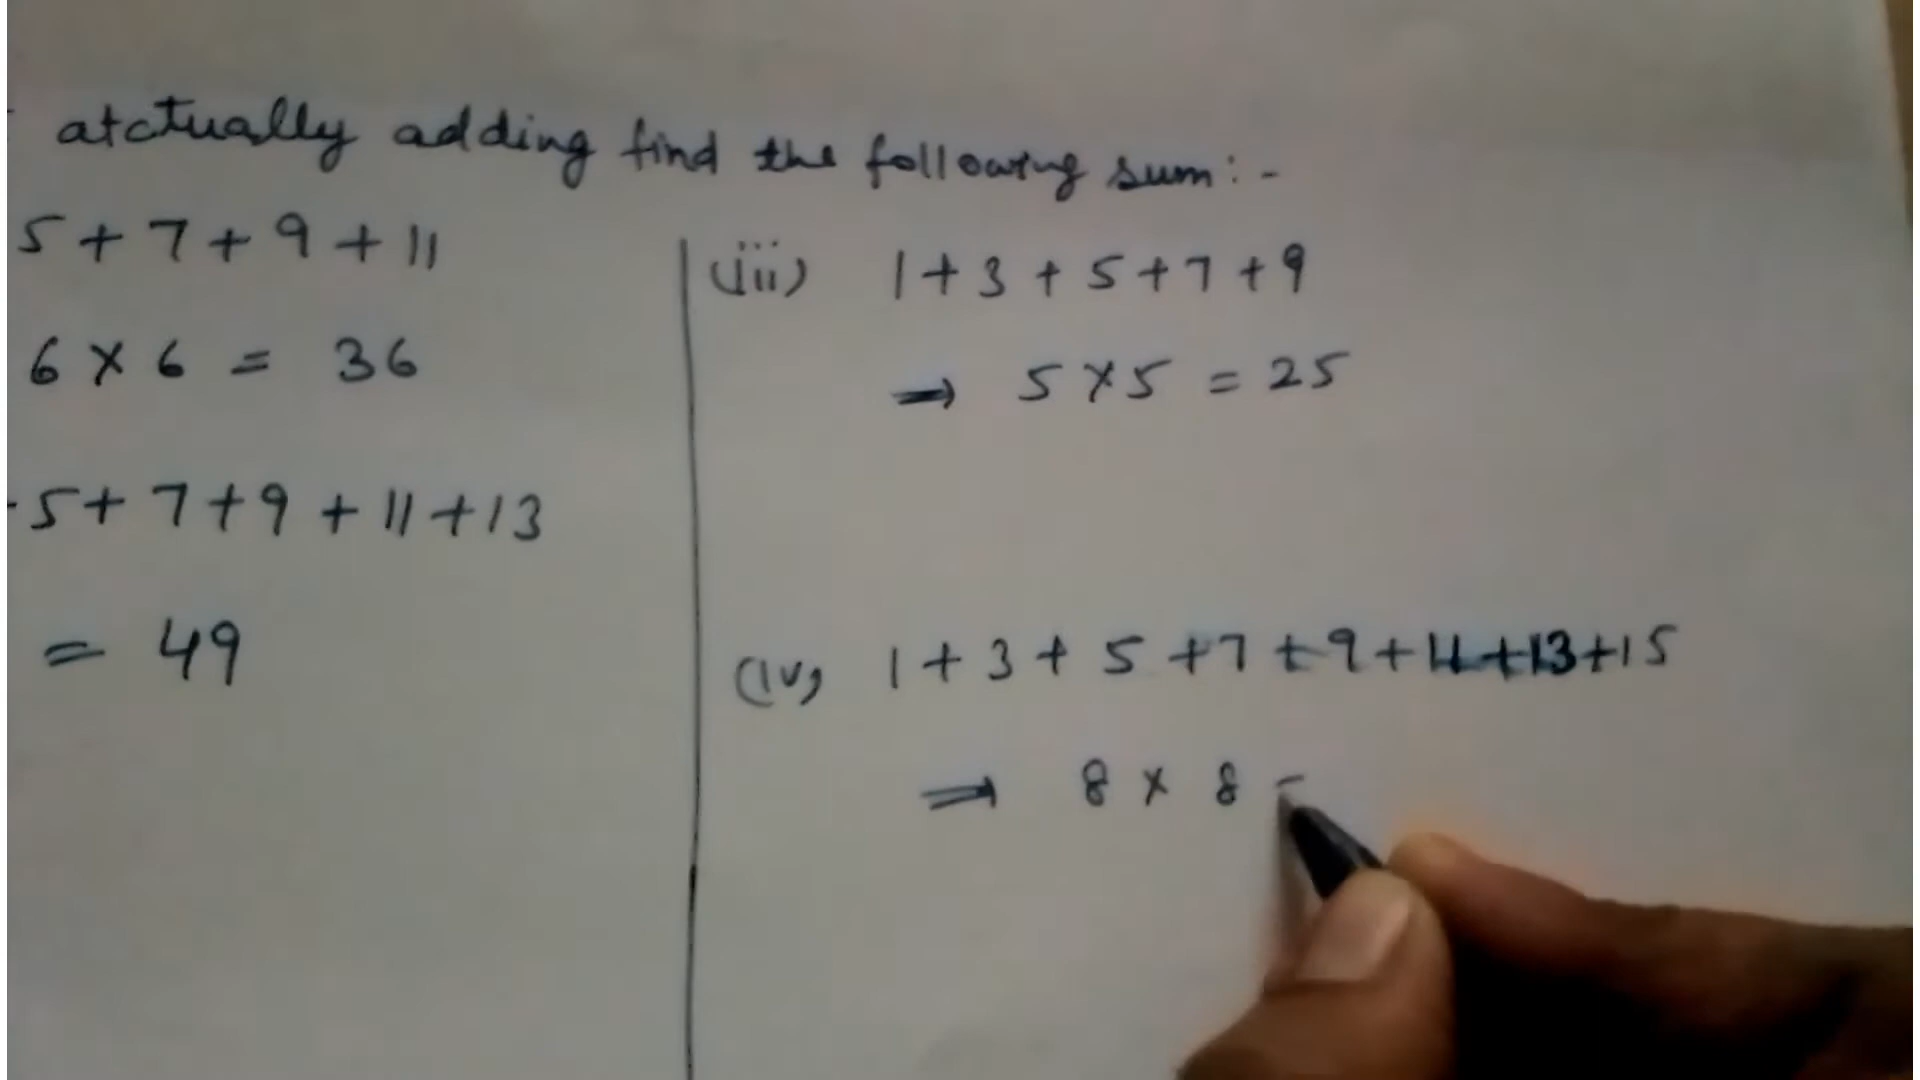 atctually adding find the following sum:-
5 + 7 + 9 + 11
6 × 6 = 36
5 + 7 + 9 + 11 + 13
= 49
(iii) 1 + 3 + 5 + 7 + 9
⇒ 5 × 5 = 25
(iv) 1 + 3 + 5 + 7 + 9 + 11 + 13 + 15
⇒ 8 × 8 -